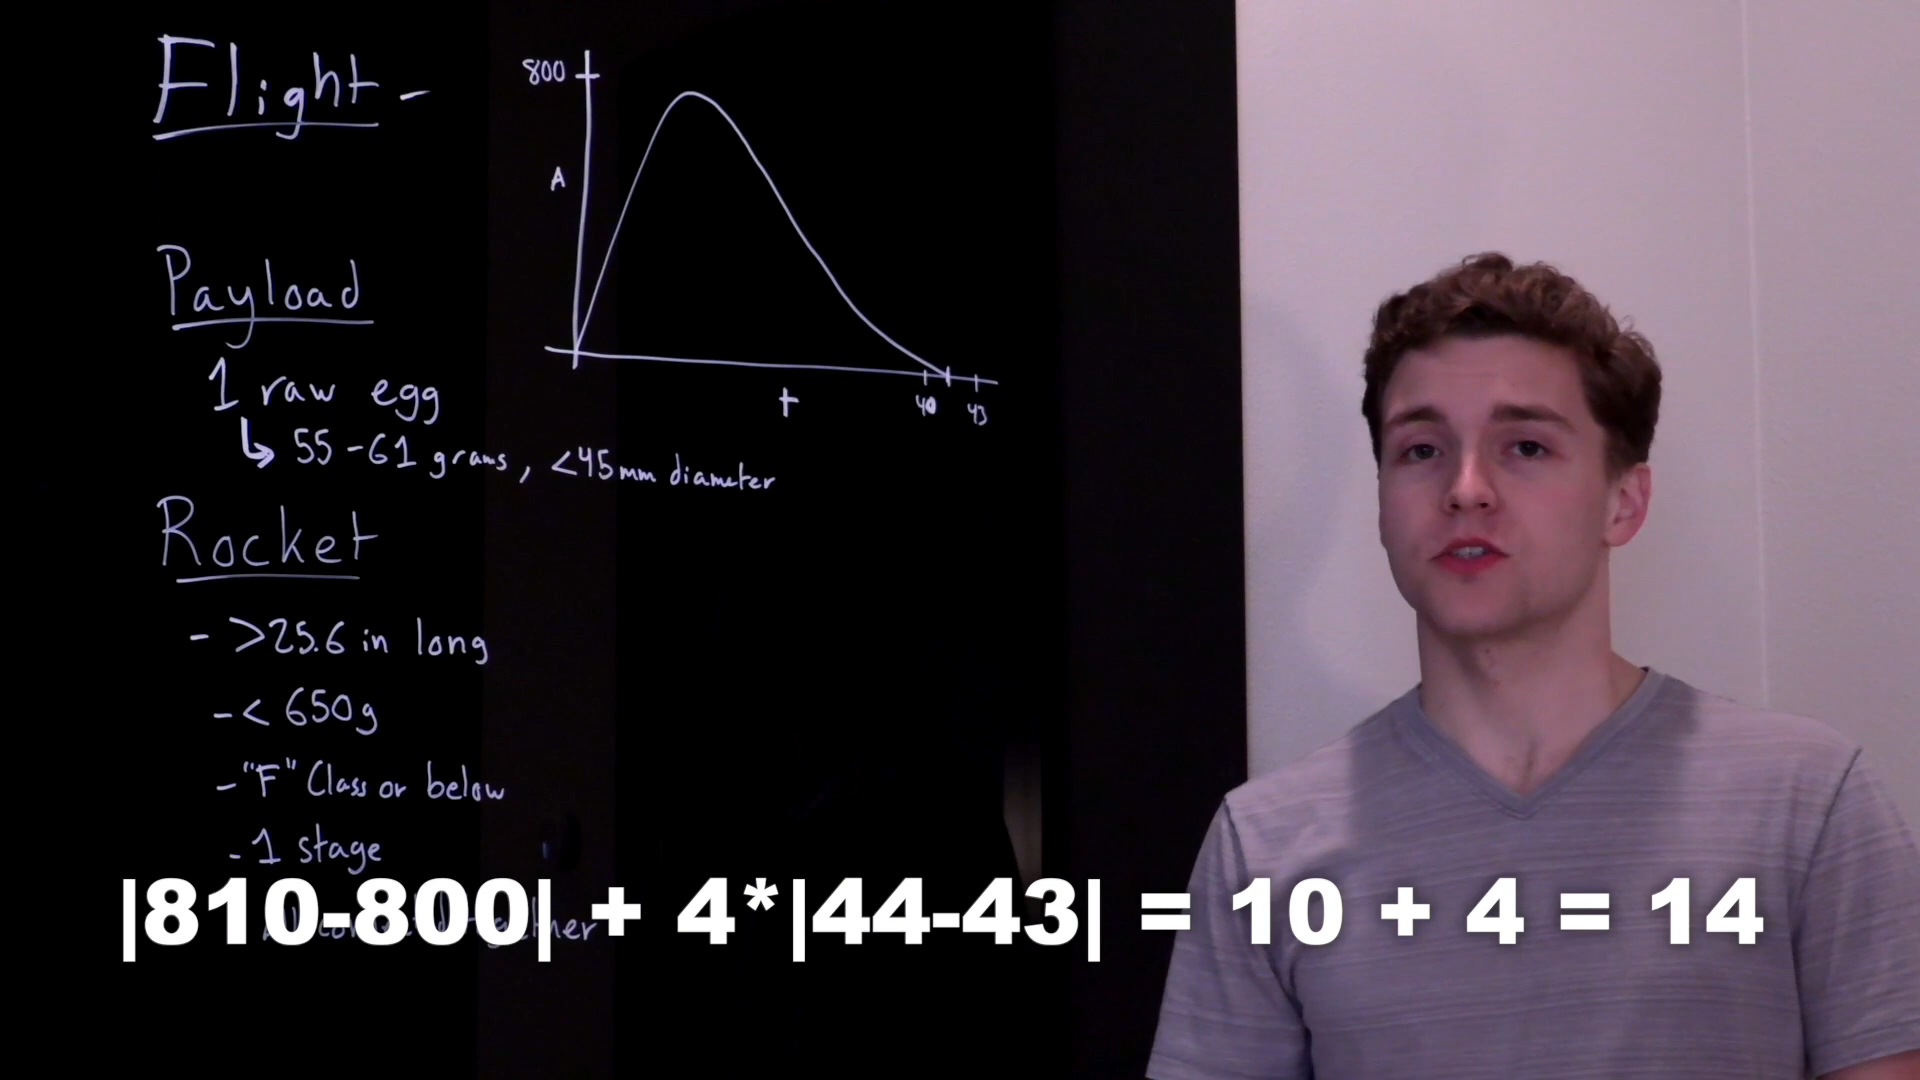 Flight -
800
A
t
40 43
Payload
1 raw egg
↳ 55-61 grams, <45mm diameter
Rocket
- >25.6 in long
- < 650g
- "F" Class or below
- 1 stage
|810-800| + 4*|44-43| = 10 + 4 = 14